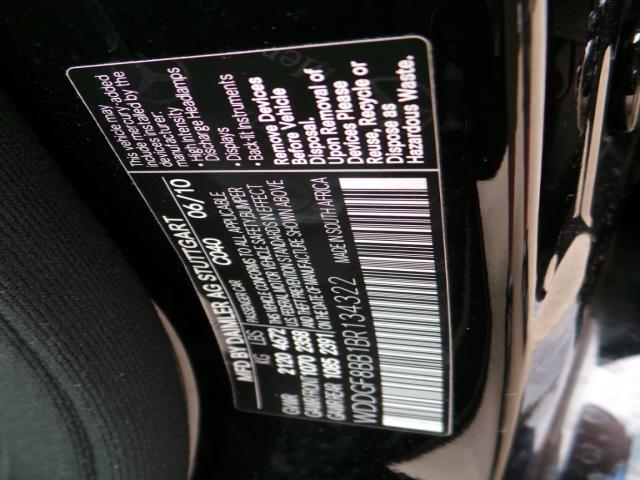 MFD BY DAIMLER AG STUTTGART
C040 06/10
KG LBS PASSENGER CAR
GVWR 2120 4672
GAWR FRONT 1070 2358
GAWR REAR 1085 2391
THIS VEHICLE CONFORMS TO ALL APPLICABLE
U.S. FEDERAL MOTOR VEHICLE SAFETY/BUMPER
AND THEFT PREVENTION STANDARDS IN EFFECT
ON THE DATE OF MANUFACTURE SHOWN ABOVE
MADE IN SOUTH AFRICA
WDDGF8BB1BR134322
This vehicle may
include mercury-added
devices installed by the
manufacturer:
• High Intensity Headlamps
• Discharge Headlamps
• Displays
• Backlit Instruments
Remove Devices
Before Vehicle
Disposal.
Upon Removal of
Devices Please
Reuse, Recycle or
Dispose as
Hazardous Waste.